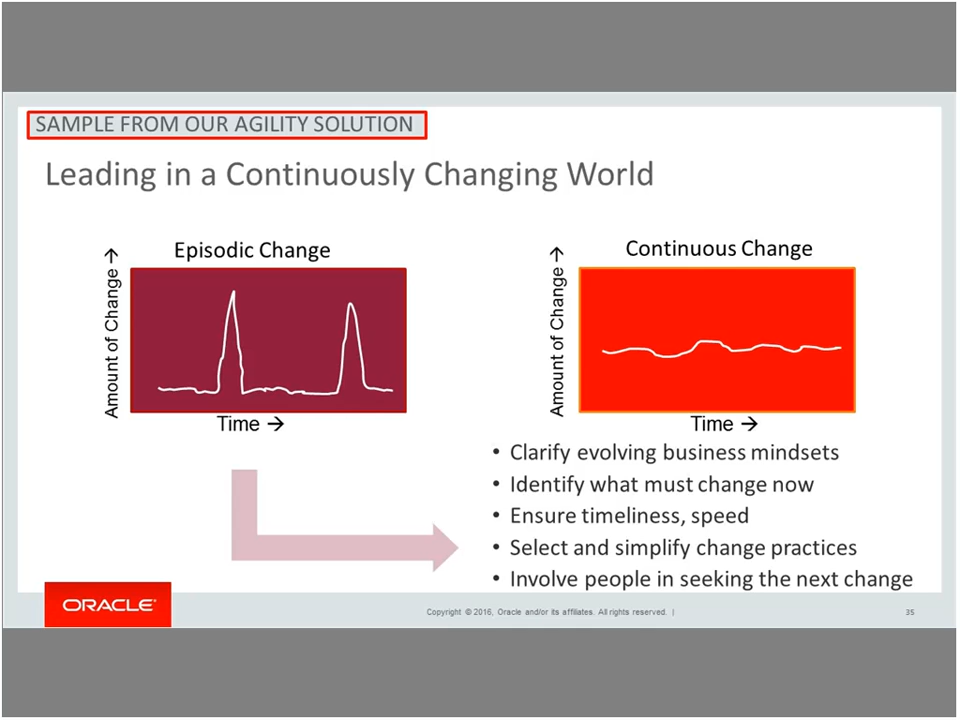 SAMPLE FROM OUR AGILITY SOLUTION
Leading in a Continuously Changing World
Episodic Change
Amount of Change →
Time →
Continuous Change
Amount of Change →
Time →
• Clarify evolving business mindsets
• Identify what must change now
• Ensure timeliness, speed
• Select and simplify change practices
• Involve people in seeking the next change
ORACLE®
Copyright © 2016, Oracle and/or its affiliates. All rights reserved. |
35